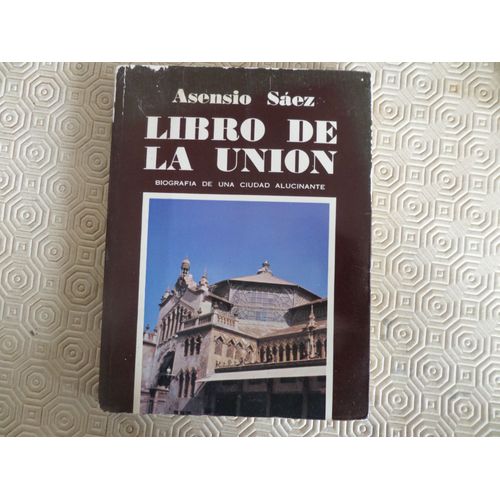 Asensio Sáez
LIBRO DE
LA UNION
BIOGRAFIA DE UNA CIUDAD ALUCINANTE